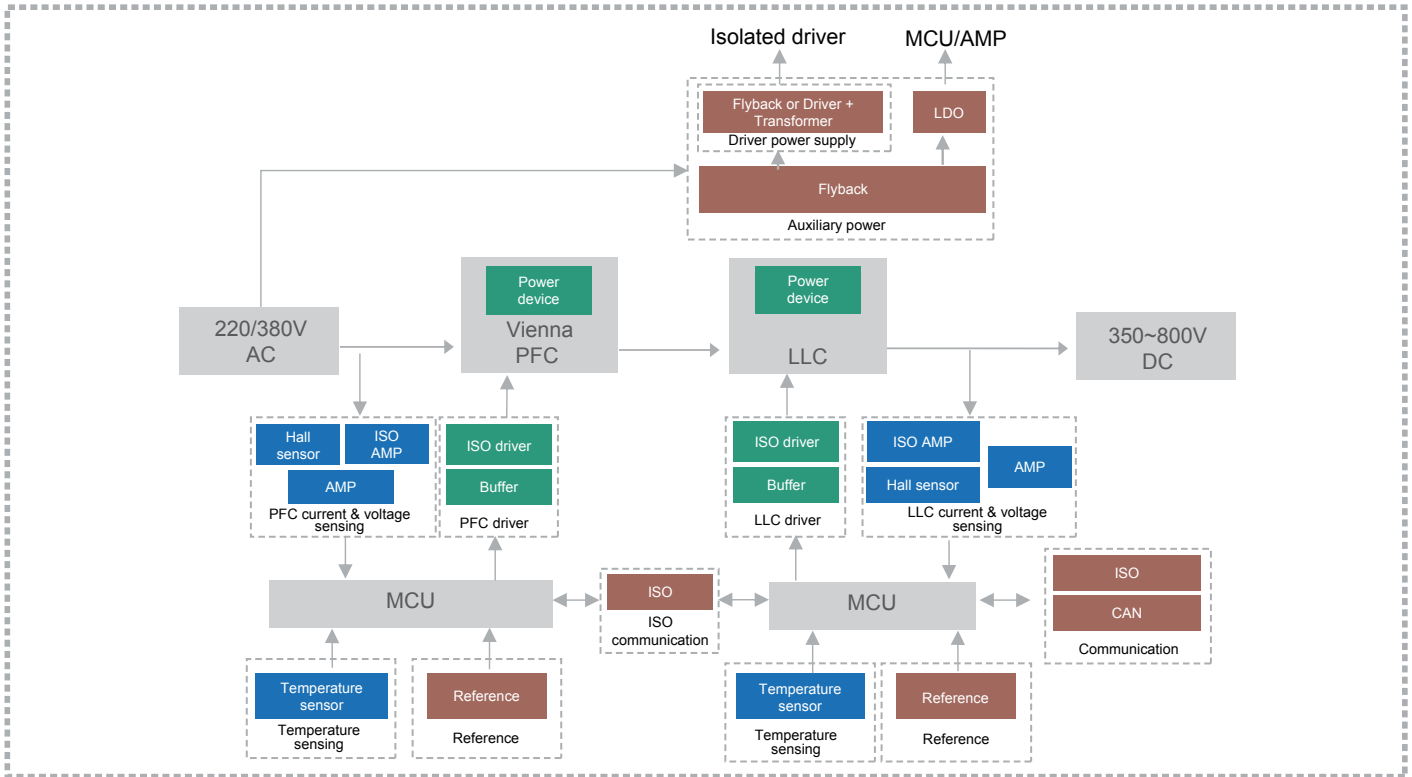 Isolated driver
MCU/AMP
Flyback or Driver +
Transformer
Driver power supply
LDO
Flyback
Auxiliary power
220/380V
AC
Power
device
Vienna
PFC
Power
device
LLC
350~800V
DC
Hall
sensor
ISO
AMP
AMP
PFC current & voltage
sensing
ISO driver
Buffer
PFC driver
ISO driver
Buffer
LLC driver
ISO AMP
Hall sensor
AMP
LLC current & voltage
sensing
MCU
ISO
ISO
communication
MCU
ISO
CAN
Communication
Temperature
sensor
Temperature
sensing
Reference
Reference
Temperature
sensor
Temperature
sensing
Reference
Reference